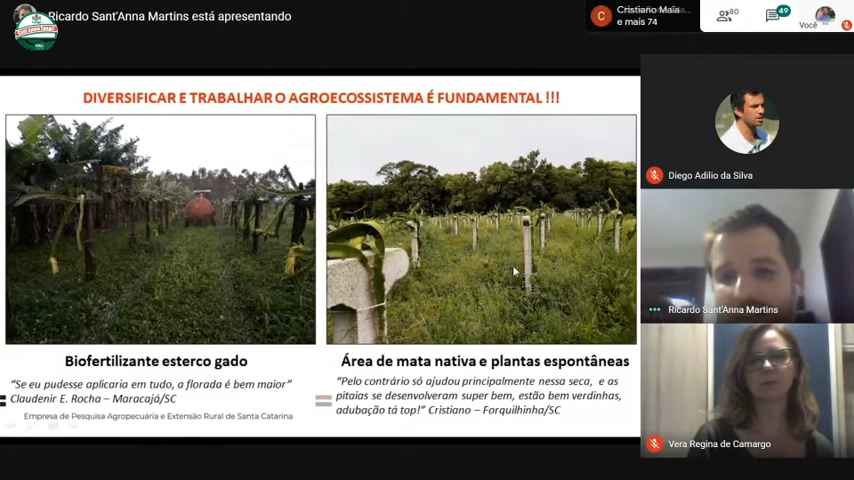 Ricardo Sant'Anna Martins está apresentando
Cristiano Maia
e mais 74
80
49
Você
C
DIVERSIFICAR E TRABALHAR O AGROECOSSISTEMA É FUNDAMENTAL !!!
Diego Adilio da Silva
Ricardo Sant'Anna Martins
Biofertilizante esterco gado
Área de mata nativa e plantas espontâneas
"Se eu pudesse aplicaria em tudo, a florada é bem maior"
Claudenir E. Rocha – Maracajá/SC
"Pelo contrário só ajudou principalmente nessa seca, e as
pitaias se desenvolveram super bem, estão bem verdinhas,
adubação tá top!" Cristiano – Forquilhinha/SC
Empresa de Pesquisa Agropecuária e Extensão Rural de Santa Catarina
Vera Regina de Camargo